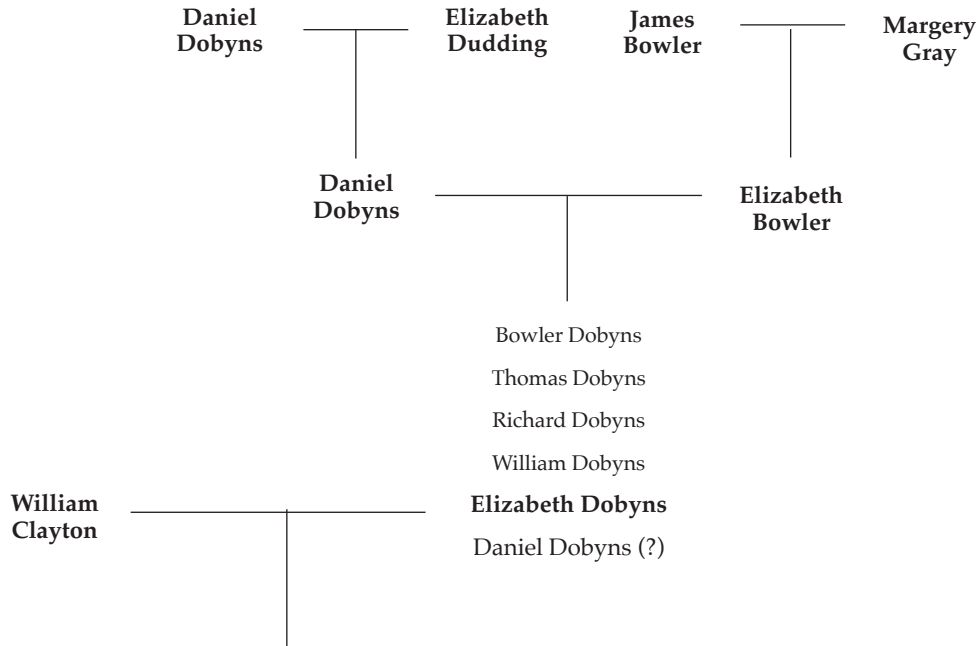 Daniel
Dobyns
Elizabeth
Dudding
James
Bowler
Margery
Gray
Daniel
Dobyns
Elizabeth
Bowler
Bowler Dobyns
Thomas Dobyns
Richard Dobyns
William Dobyns
William
Clayton
Elizabeth Dobyns
Daniel Dobyns (?)